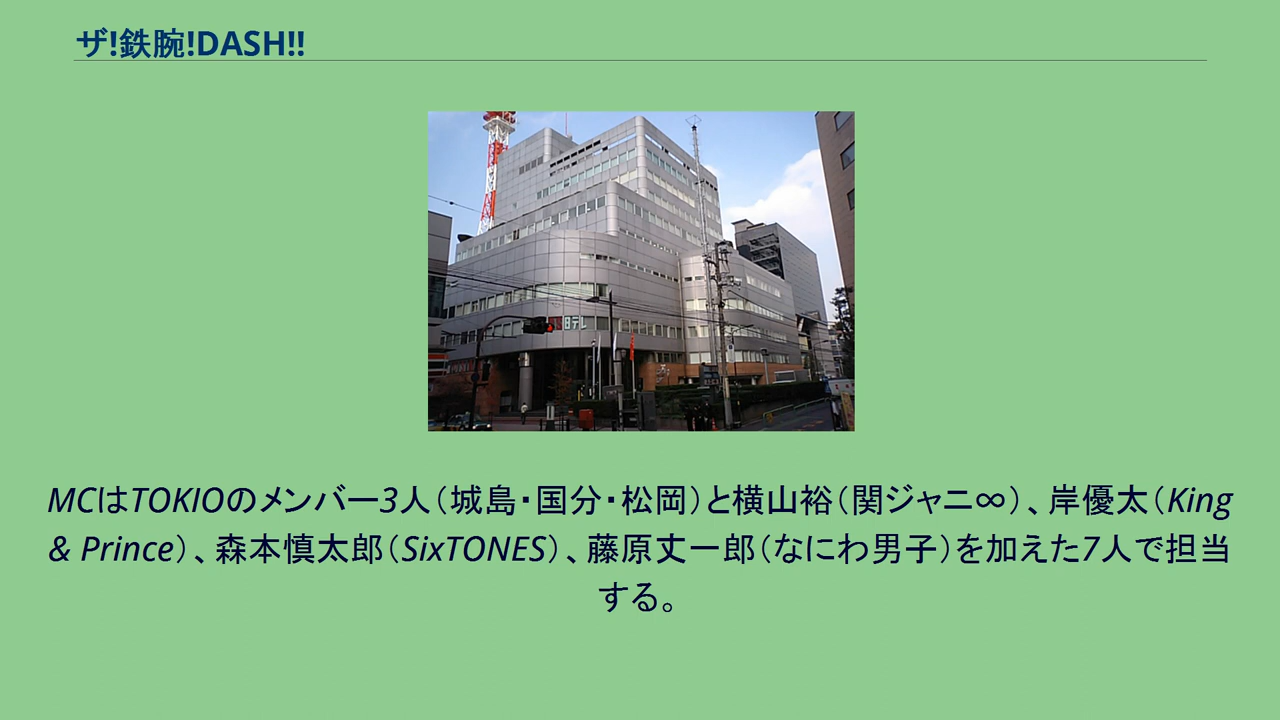 ザ!鉄腕!DASH!!
日テレ
MCはTOKIOのメンバー3人（城島・国分・松岡）と横山裕（関ジャニ∞）、岸優太（King
& Prince）、森本慎太郎（SixTONES）、藤原丈一郎（なにわ男子）を加えた7人で担当
する。